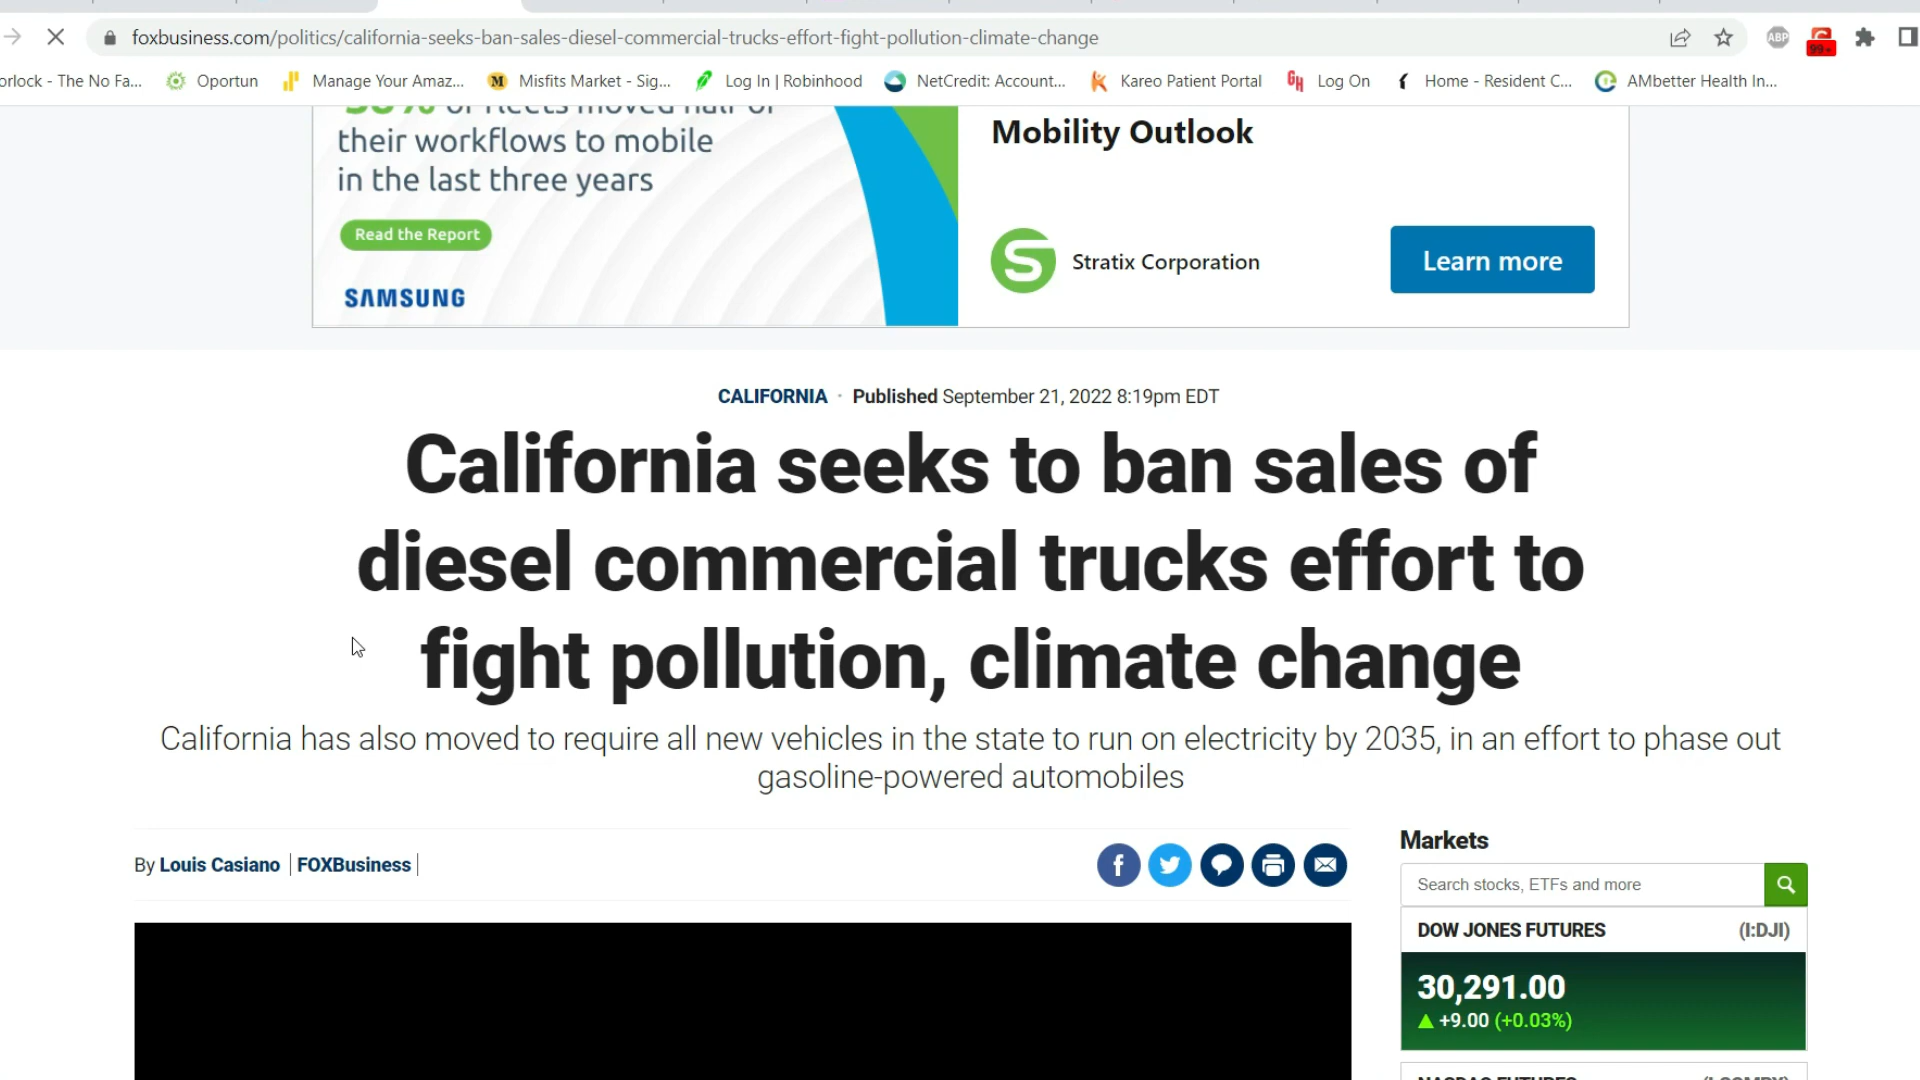 foxbusiness.com/politics/california-seeks-ban-sales-diesel-commercial-trucks-effort-fight-pollution-climate-change
ABP
99+
orlock - The No Fa...
Oportun
Manage Your Amaz...
Misfits Market - Sig...
Log In | Robinhood
NetCredit: Account...
Kareo Patient Portal
Log On
Home - Resident C...
AMbetter Health In...
of fleets moved half of
their workflows to mobile
in the last three years
Read the Report
SAMSUNG
Mobility Outlook
Stratix Corporation
Learn more
CALIFORNIA · Published September 21, 2022 8:19pm EDT
California seeks to ban sales of
diesel commercial trucks effort to
fight pollution, climate change
California has also moved to require all new vehicles in the state to run on electricity by 2035, in an effort to phase out
gasoline-powered automobiles
By Louis Casiano | FOXBusiness |
Markets
Search stocks, ETFs and more
DOW JONES FUTURES (I:DJI)
30,291.00
+9.00 (+0.03%)
NASDAQ FUTURES (I:COMPX)